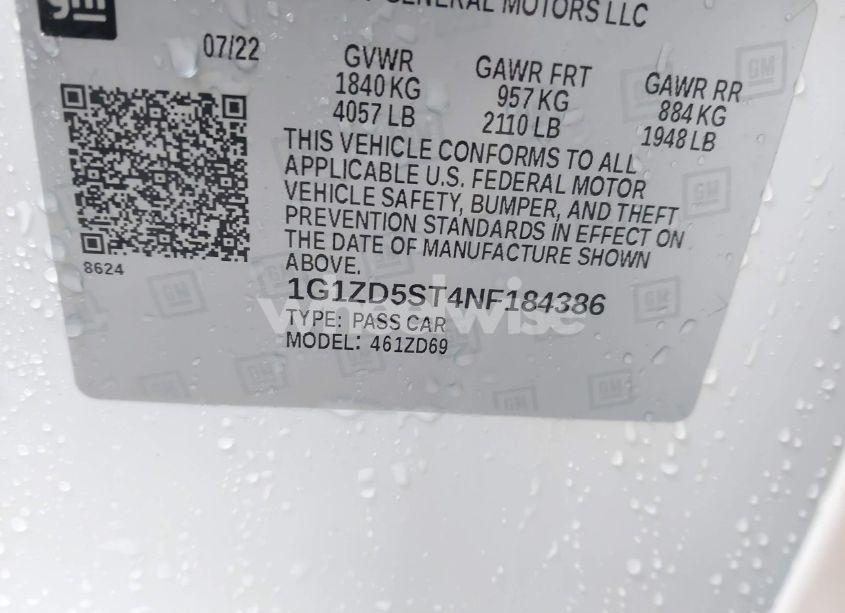 gm
GENERAL MOTORS LLC
07/22
GVWR
1840 KG
4057 LB
GAWR FRT
957 KG
2110 LB
GAWR RR
884 KG
1948 LB
THIS VEHICLE CONFORMS TO ALL
APPLICABLE U.S. FEDERAL MOTOR
VEHICLE SAFETY, BUMPER, AND THEFT
PREVENTION STANDARDS IN EFFECT ON
THE DATE OF MANUFACTURE SHOWN
ABOVE.
8624
1G1ZD5ST4NF184386
wheelwise
TYPE: PASS CAR
MODEL: 461ZD69